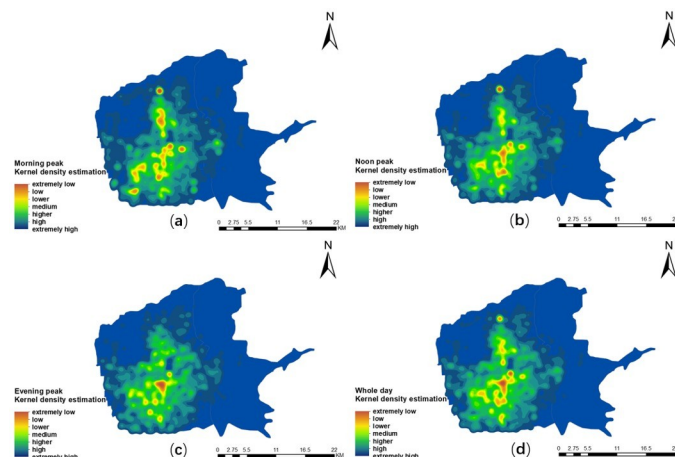 N
Morning peak
Kernel density estimation
extremely low
low
lower
medium
higher
high
extremely high
(a)
0 2.75 5.5 11 16.5 22
KM
N
Noon peak
Kernel density estimation
extremely low
low
lower
medium
higher
high
extremely high
(b)
0 2.75 5.5 11 16.5
N
Evening peak
Kernel density estimation
extremely low
low
lower
medium
higher
high
extremely high
(c)
0 2.75 5.5 11 16.5 22
KM
N
Whole day
Kernel density estimation
extremely low
low
lower
medium
higher
high
extremely high
(d)
0 2.75 5.5 11 16.5